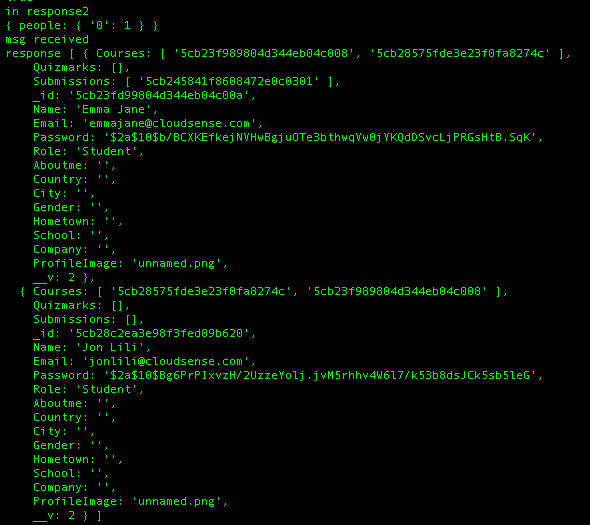 in response2
{ people: { '0': 1 } }
msg received
response [ { Courses: [ '5cb23f989804d344eb04c008', '5cb28575fde3e23f0fa8274c' ],
    Quizmarks: [],
    Submissions: [ '5cb245841f8608472e0c0301' ],
    _id: '5cb23fd99804d344eb04c00a',
    Name: 'Emma Jane',
    Email: 'emmajane@cloudsense.com',
    Password: '$2a$10$b/BCXKEfkejNVHwBgjuOTe3bthwqVw0jYKQdDSvcLjPRGsHtB.SqK',
    Role: 'Student',
    Aboutme: '',
    Country: '',
    City: '',
    Gender: '',
    Hometown: '',
    School: '',
    Company: '',
    ProfileImage: 'unnamed.png',
    __v: 2 },
  { Courses: [ '5cb28575fde3e23f0fa8274c', '5cb23f989804d344eb04c008' ],
    Quizmarks: [],
    Submissions: [],
    _id: '5cb28c2ea3e98f3fed09b620',
    Name: 'Jon Lili',
    Email: 'jonlili@cloudsense.com',
    Password: '$2a$10$Bg6PrPIxvzH/2UzzeYolj.jvM5rhhv4W6l7/k53b8dsJCk5sb5leG',
    Role: 'Student',
    Aboutme: '',
    Country: '',
    City: '',
    Gender: '',
    Hometown: '',
    School: '',
    Company: '',
    ProfileImage: 'unnamed.png',
    __v: 2 } ]